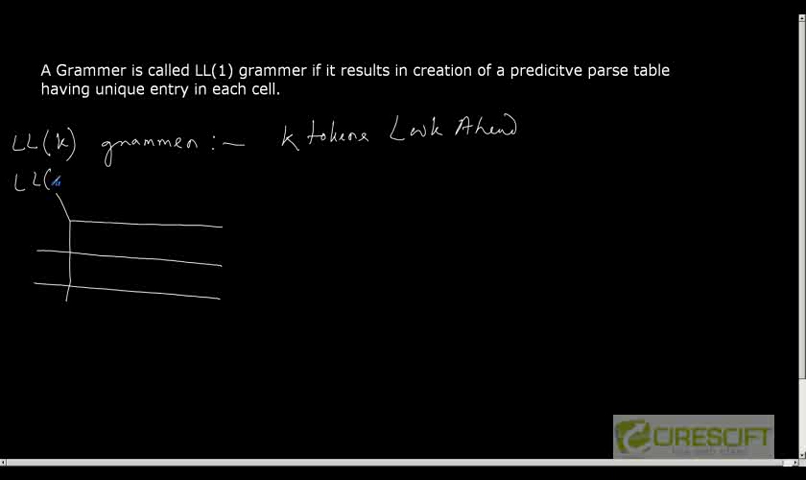 A Grammer is called LL(1) grammer if it results in creation of a predicitve parse table
having unique entry in each cell.
LL(k) grammer :— k tokens Look Ahead
LL(
CIRESCIFT